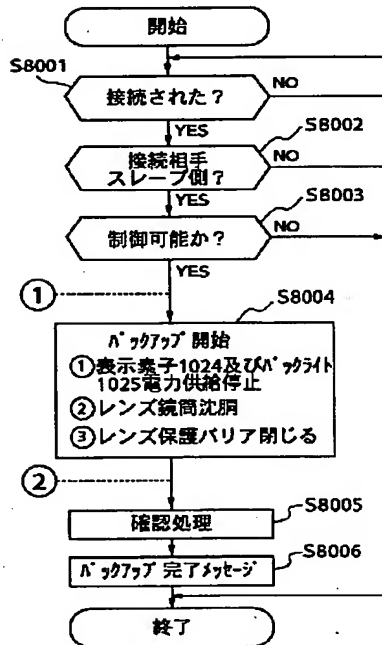 開始
S8001
接続された?
NO
YES
S8002
接続相手
スレーブ側?
NO
YES
S8003
制御可能か?
NO
YES
①
S8004
バックアップ開始
①表示素子1024及びバックライト
1025電力供給停止
②レンズ鏡筒沈胴
③レンズ保護バリア閉じる
②
S8005
確認処理
S8006
バックアップ完了メッセージ
終了